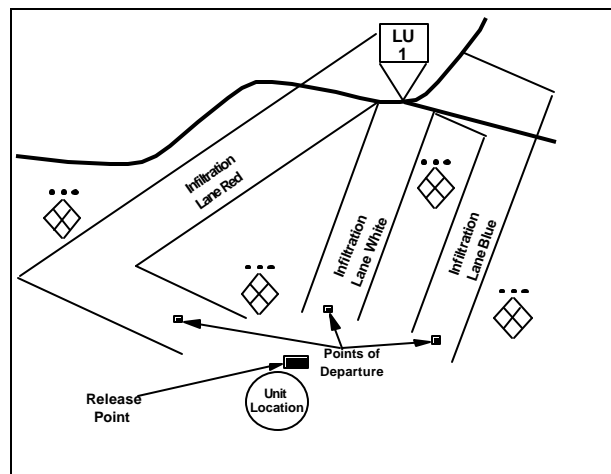 LU
1
Infiltration
Lane Red
Infiltration
Lane White
Infiltration
Lane Blue
Points of
Departure
Release
Point
Unit
Location